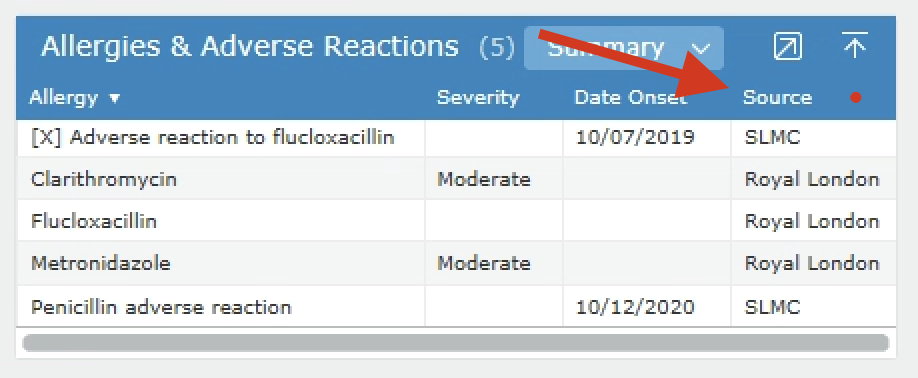 Allergies & Adverse Reactions (5) Summary
Allergy Severity Date Onset Source
[X] Adverse reaction to flucloxacillin 10/07/2019 SLMC
Clarithromycin Moderate Royal London
Flucloxacillin Royal London
Metronidazole Moderate Royal London
Penicillin adverse reaction 10/12/2020 SLMC